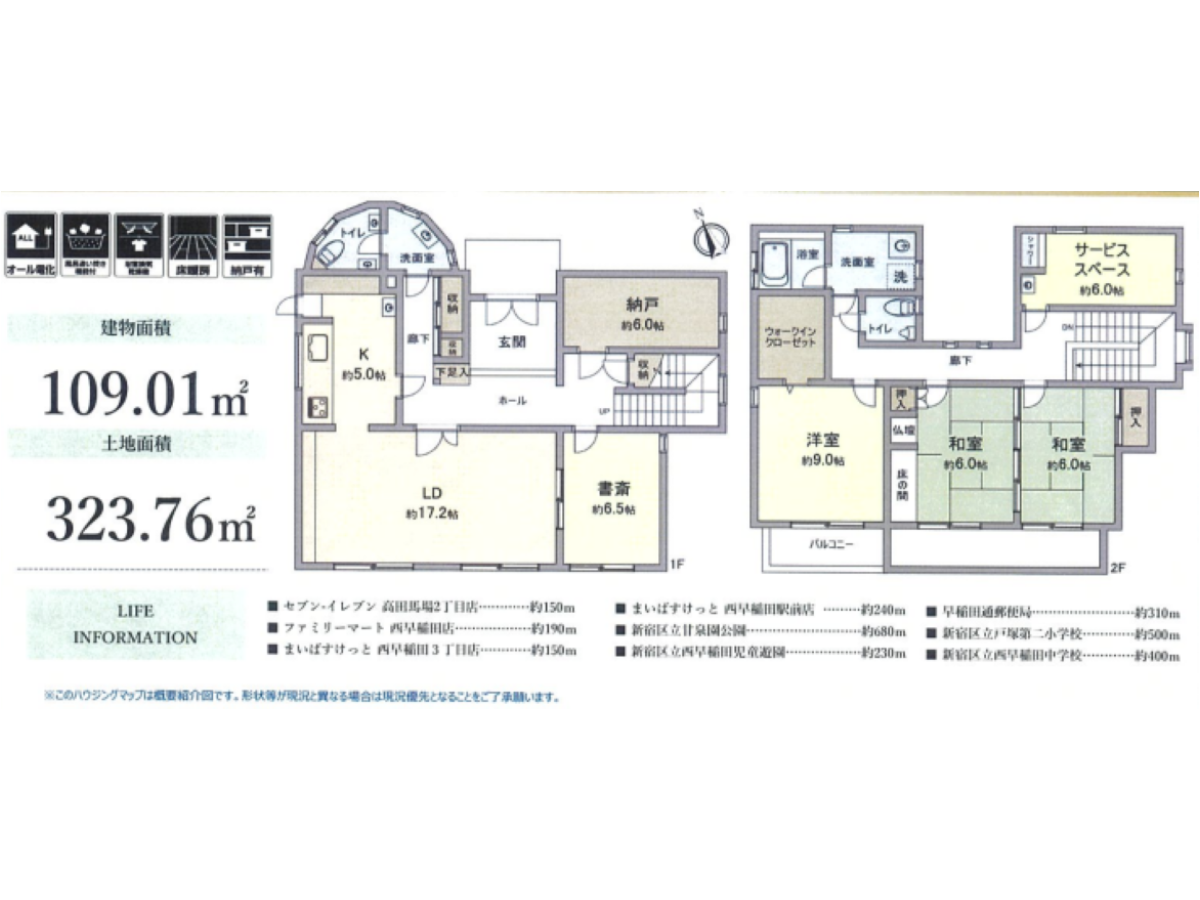 ALL
オール電化
床暖房
納戸有
建物面積
109.01㎡
土地面積
323.76㎡
トイレ
洗面室
収納
収納
下足入
廊下
玄関
ホール
K
約5.0帖
納戸
約6.0帖
収納
UP
LD
約17.2帖
書斎
約6.5帖
1F
N
浴室
洗面室
洗
トイレ
ウォークイン
クローゼット
シャワー
サービス
スペース
約6.0帖
DN
廊下
洋室
約9.0帖
押入
仏壇
床の間
和室
約6.0帖
和室
約6.0帖
押入
バルコニー
2F
LIFE
INFORMATION
■ セブン-イレブン 高田馬場2丁目店…………約150m
■ ファミリーマート 西早稲田店………………約190m
■ まいばすけっと 西早稲田3丁目店…………約150m
■ まいばすけっと 西早稲田駅前店 ………約240m
■ 新宿区立甘泉園公園………………………約680m
■ 新宿区立西早稲田児童遊園………………約230m
■ 早稲田通郵便局……………………約310m
■ 新宿区立戸塚第二小学校…………約500m
■ 新宿区立西早稲田中学校…………約400m
※このハウジングマップは概要紹介図です。形状等が現況と異なる場合は現況優先となることをご了承願います。